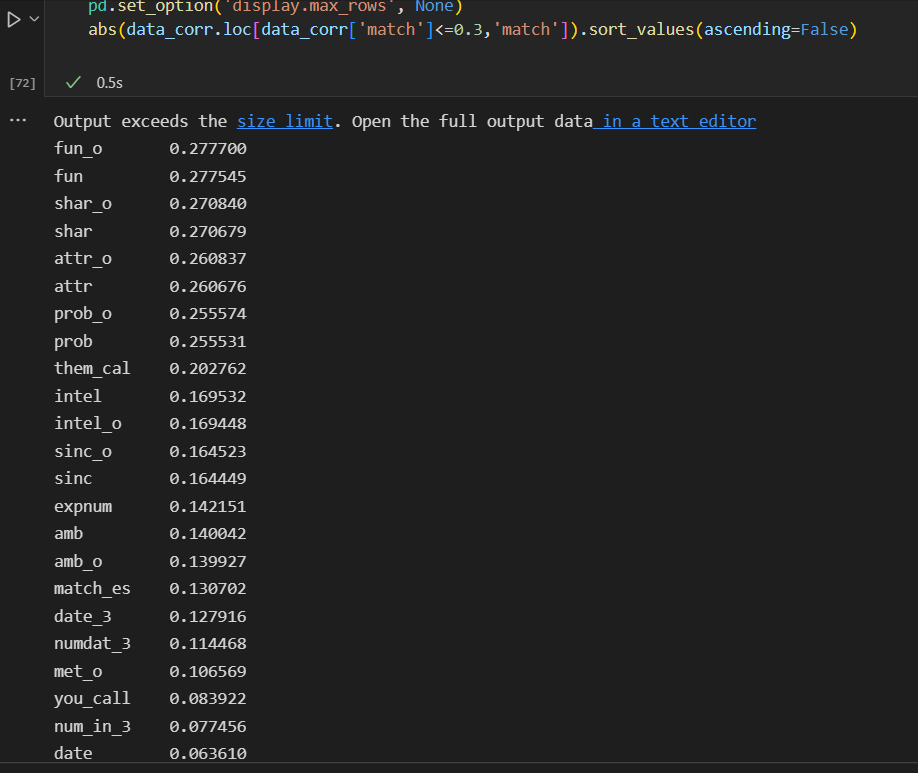 pd.set_option('display.max_rows', None)
abs(data_corr.loc[data_corr['match']<=0.3,'match']).sort_values(ascending=False)
[72] 0.5s
Output exceeds the size limit. Open the full output data in a text editor
fun_o 0.277700
fun 0.277545
shar_o 0.270840
shar 0.270679
attr_o 0.260837
attr 0.260676
prob_o 0.255574
prob 0.255531
them_cal 0.202762
intel 0.169532
intel_o 0.169448
sinc_o 0.164523
sinc 0.164449
expnum 0.142151
amb 0.140042
amb_o 0.139927
match_es 0.130702
date_3 0.127916
numdat_3 0.114468
met_o 0.106569
you_call 0.083922
num_in_3 0.077456
date 0.063610